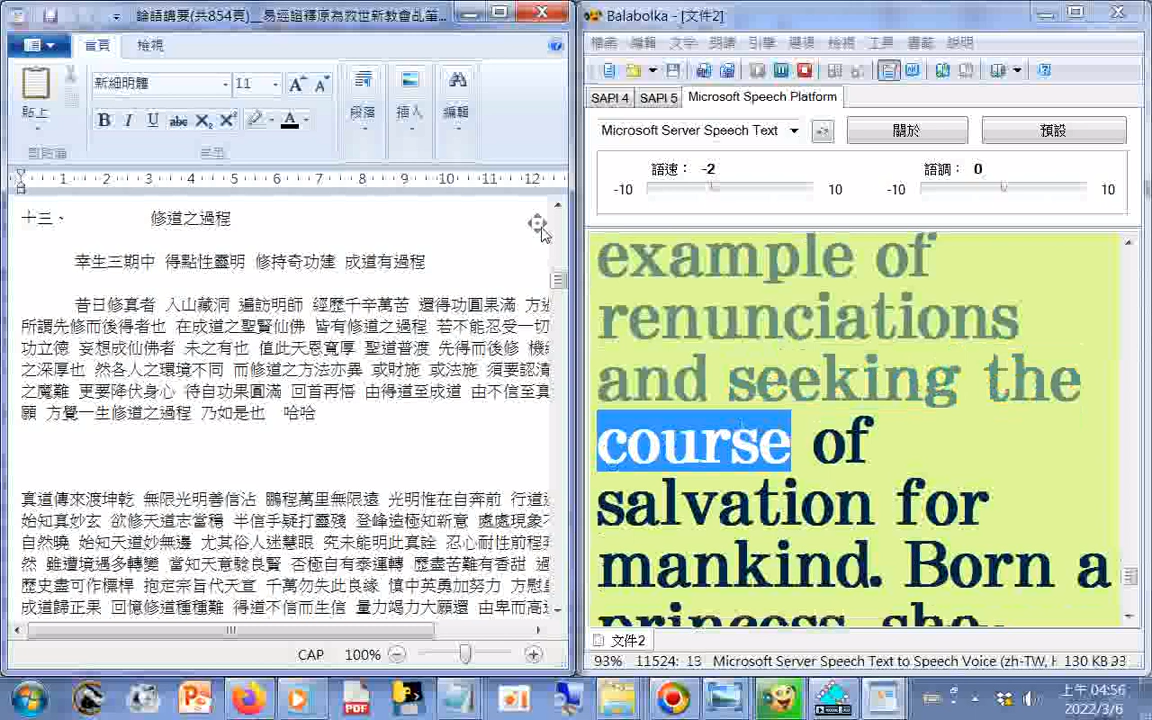 論語講要(共854頁)__易經證釋原為救世新教會乩筆...
首頁 檢視
貼上
新細明體 11
段落
插入
編輯
剪貼簿
字型
1 2 3 4 5 6 7 8 9 10 11 12
十三、 修道之過程
幸生三期中 得點性靈明 修持奇功建 成道有過程
昔日修真者 入山藏洞 遍訪明師 經歷千辛萬苦 還得功圓果滿 方
所謂先修而後得者也 在成道之聖賢仙佛 皆有修道之過程 若不能忍受一切
功立德 妄想成仙佛者 未之有也 值此天恩寬厚 聖道普渡 先得而後修 機
之深厚也 然各人之環境不同 而修道之方法亦異 或財施 或法施 須要認清
之魔難 更要降伏身心 待自功果圓滿 回首再悟 由得道至成道 由不信至真
願 方覺一生修道之過程 乃如是也 哈哈
真道傳來渡坤乾 無限光明善信沾 鵬程萬里無限遠 光明惟在自奔前 行道
始知真妙玄 欲修天道志當穩 半信半疑打靈殘 登峰造極知新意 處處現象
自然曉 始知天道妙無邊 尤其俗人迷慧眼 究未能明此真詮 忍心耐性前程
然 雖遭境遇多轉變 當知天意驗良賢 否極自有泰運轉 歷盡苦難有香甜 過
歷史盡可作標桿 抱定宗旨代天宣 千萬勿失此良緣 慎中英勇加努力 方慰
成道歸正果 回憶修道種種難 得道不信而生信 量力竭力大願還 由卑而高
CAP 100%
Balabolka - [文件2]
檔案 編輯 文字 朗讀 引擎 選項 檢視 工具 書籤 說明
SAPI 4 SAPI 5 Microsoft Speech Platform
Microsoft Server Speech Text 關於 預設
語速： -2 語調： 0
-10 10 -10 10
example of
renunciations
and seeking the
course of
salvation for
mankind. Born a
princess, she
文件2
93% 11524: 13 Microsoft Server Speech Text to Speech Voice (zh-TW, H 130 KB
上午 04:56
2022/3/6